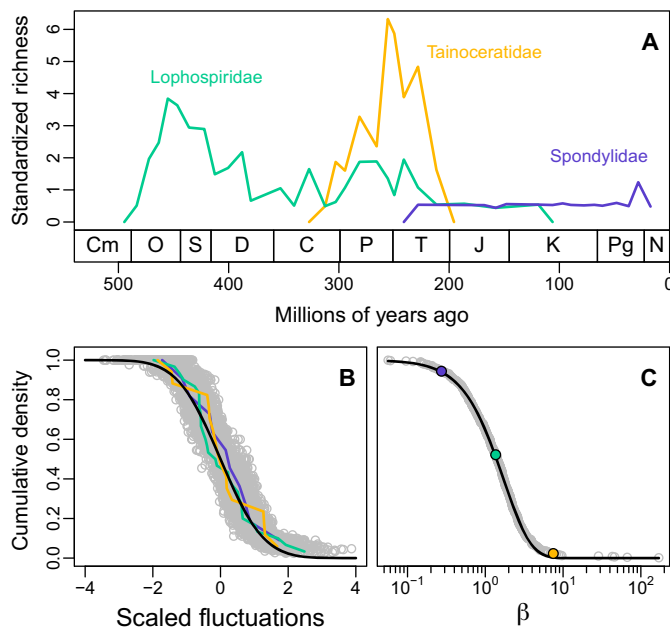 A
Standardized richness
6
5
4
3
2
1
0
Lophospiridae
Tainoceratidae
Spondylidae
Cm O S D C P T J K Pg N
500 400 300 200 100 0
Millions of years ago
B
Cumulative density
1.0
0.8
0.6
0.4
0.2
0.0
−4 −2 0 2 4
Scaled fluctuations
C
10⁻¹ 10⁰ 10¹ 10²
β